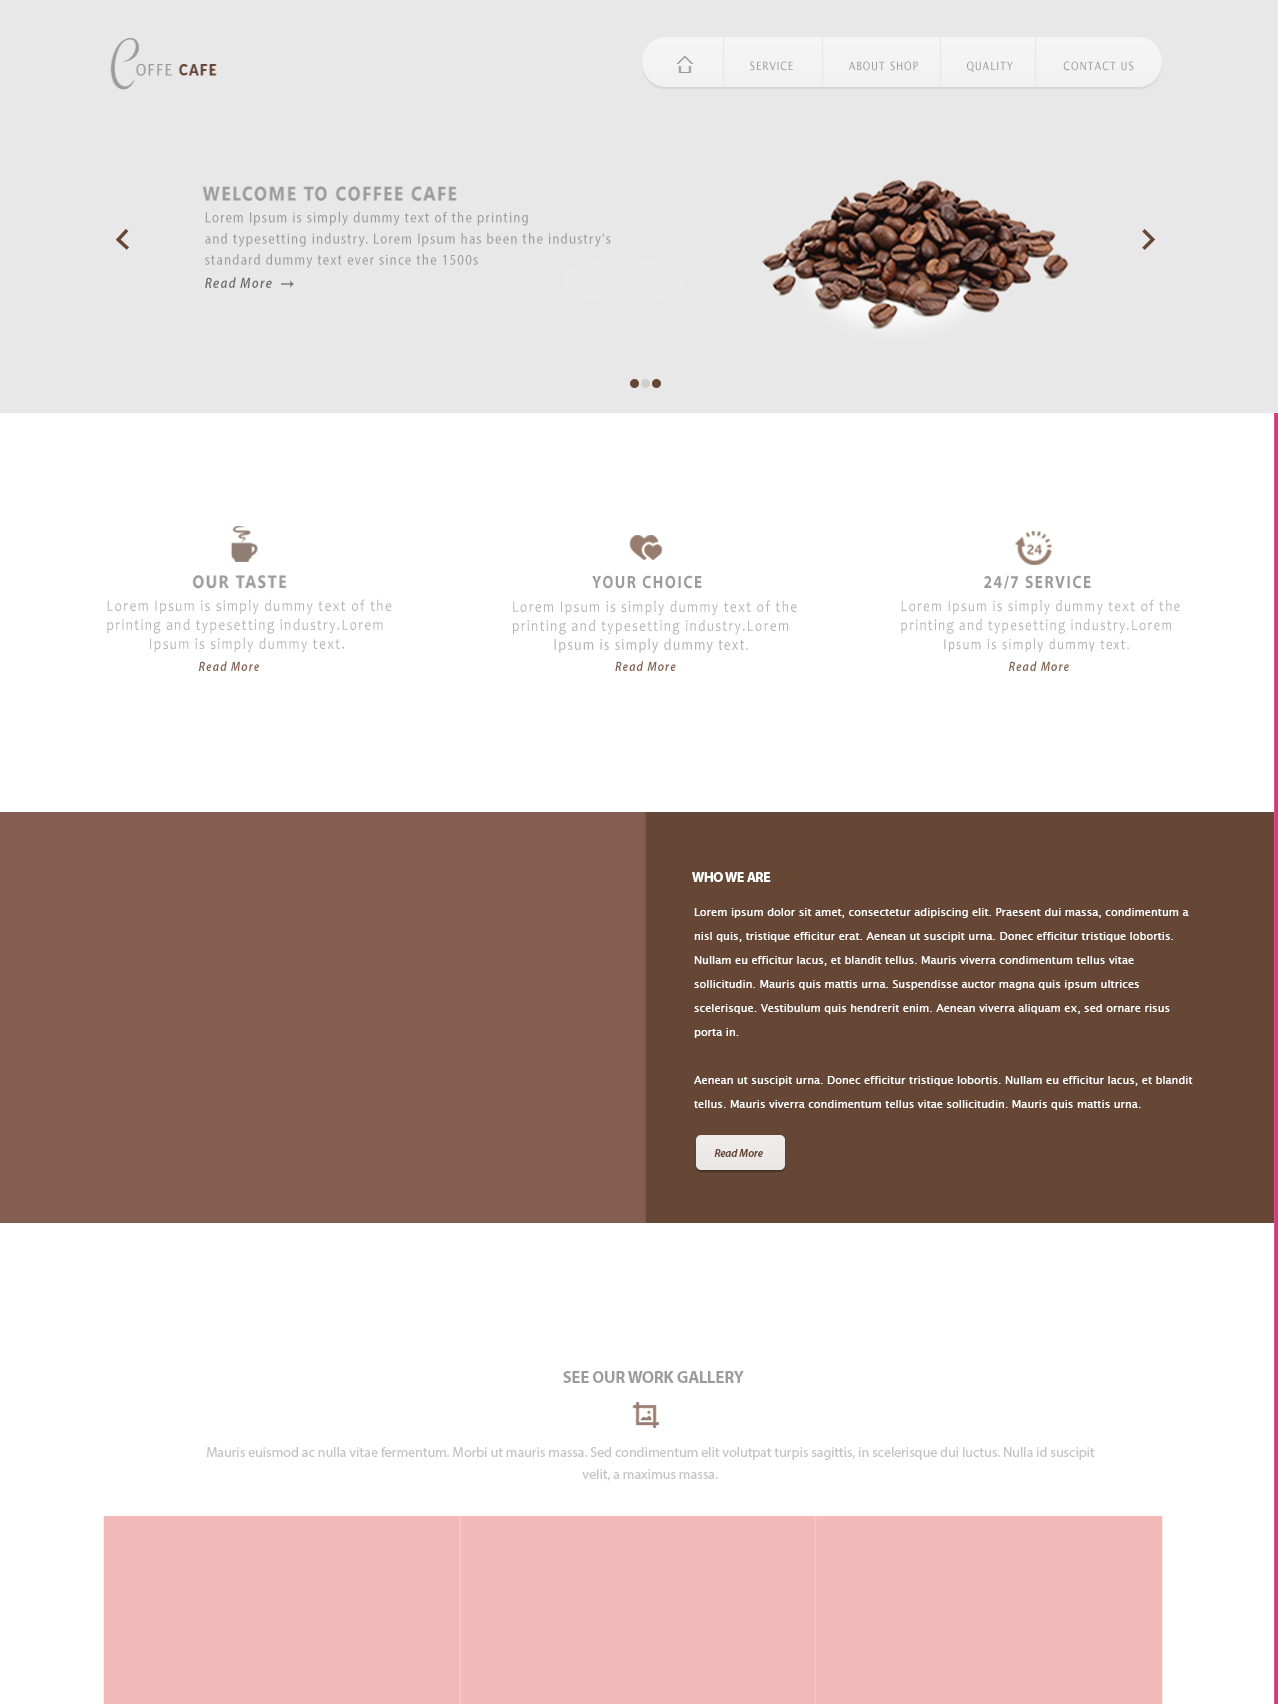 COFFE CAFE
SERVICE
ABOUT SHOP
QUALITY
CONTACT US
WELCOME TO COFFEE CAFE
Lorem Ipsum is simply dummy text of the printing
and typesetting industry. Lorem Ipsum has been the industry's
standard dummy text ever since the 1500s
Read More →
OUR TASTE
Lorem Ipsum is simply dummy text of the
printing and typesetting industry.Lorem
Ipsum is simply dummy text.
Read More
YOUR CHOICE
Lorem Ipsum is simply dummy text of the
printing and typesetting industry.Lorem
Ipsum is simply dummy text.
Read More
24
24/7 SERVICE
Lorem Ipsum is simply dummy text of the
printing and typesetting industry.Lorem
Ipsum is simply dummy text.
Read More
WHO WE ARE
Lorem ipsum dolor sit amet, consectetur adipiscing elit. Praesent dui massa, condimentum a
nisl quis, tristique efficitur erat. Aenean ut suscipit urna. Donec efficitur tristique lobortis.
Nullam eu efficitur lacus, et blandit tellus. Mauris viverra condimentum tellus vitae
sollicitudin. Mauris quis mattis urna. Suspendisse auctor magna quis ipsum ultrices
scelerisque. Vestibulum quis hendrerit enim. Aenean viverra aliquam ex, sed ornare risus
porta in.
Aenean ut suscipit urna. Donec efficitur tristique lobortis. Nullam eu efficitur lacus, et blandit
tellus. Mauris viverra condimentum tellus vitae sollicitudin. Mauris quis mattis urna.
Read More
SEE OUR WORK GALLERY
Mauris euismod ac nulla vitae fermentum. Morbi ut mauris massa. Sed condimentum elit volutpat turpis sagittis, in scelerisque dui luctus. Nulla id suscipit
velit, a maximus massa.